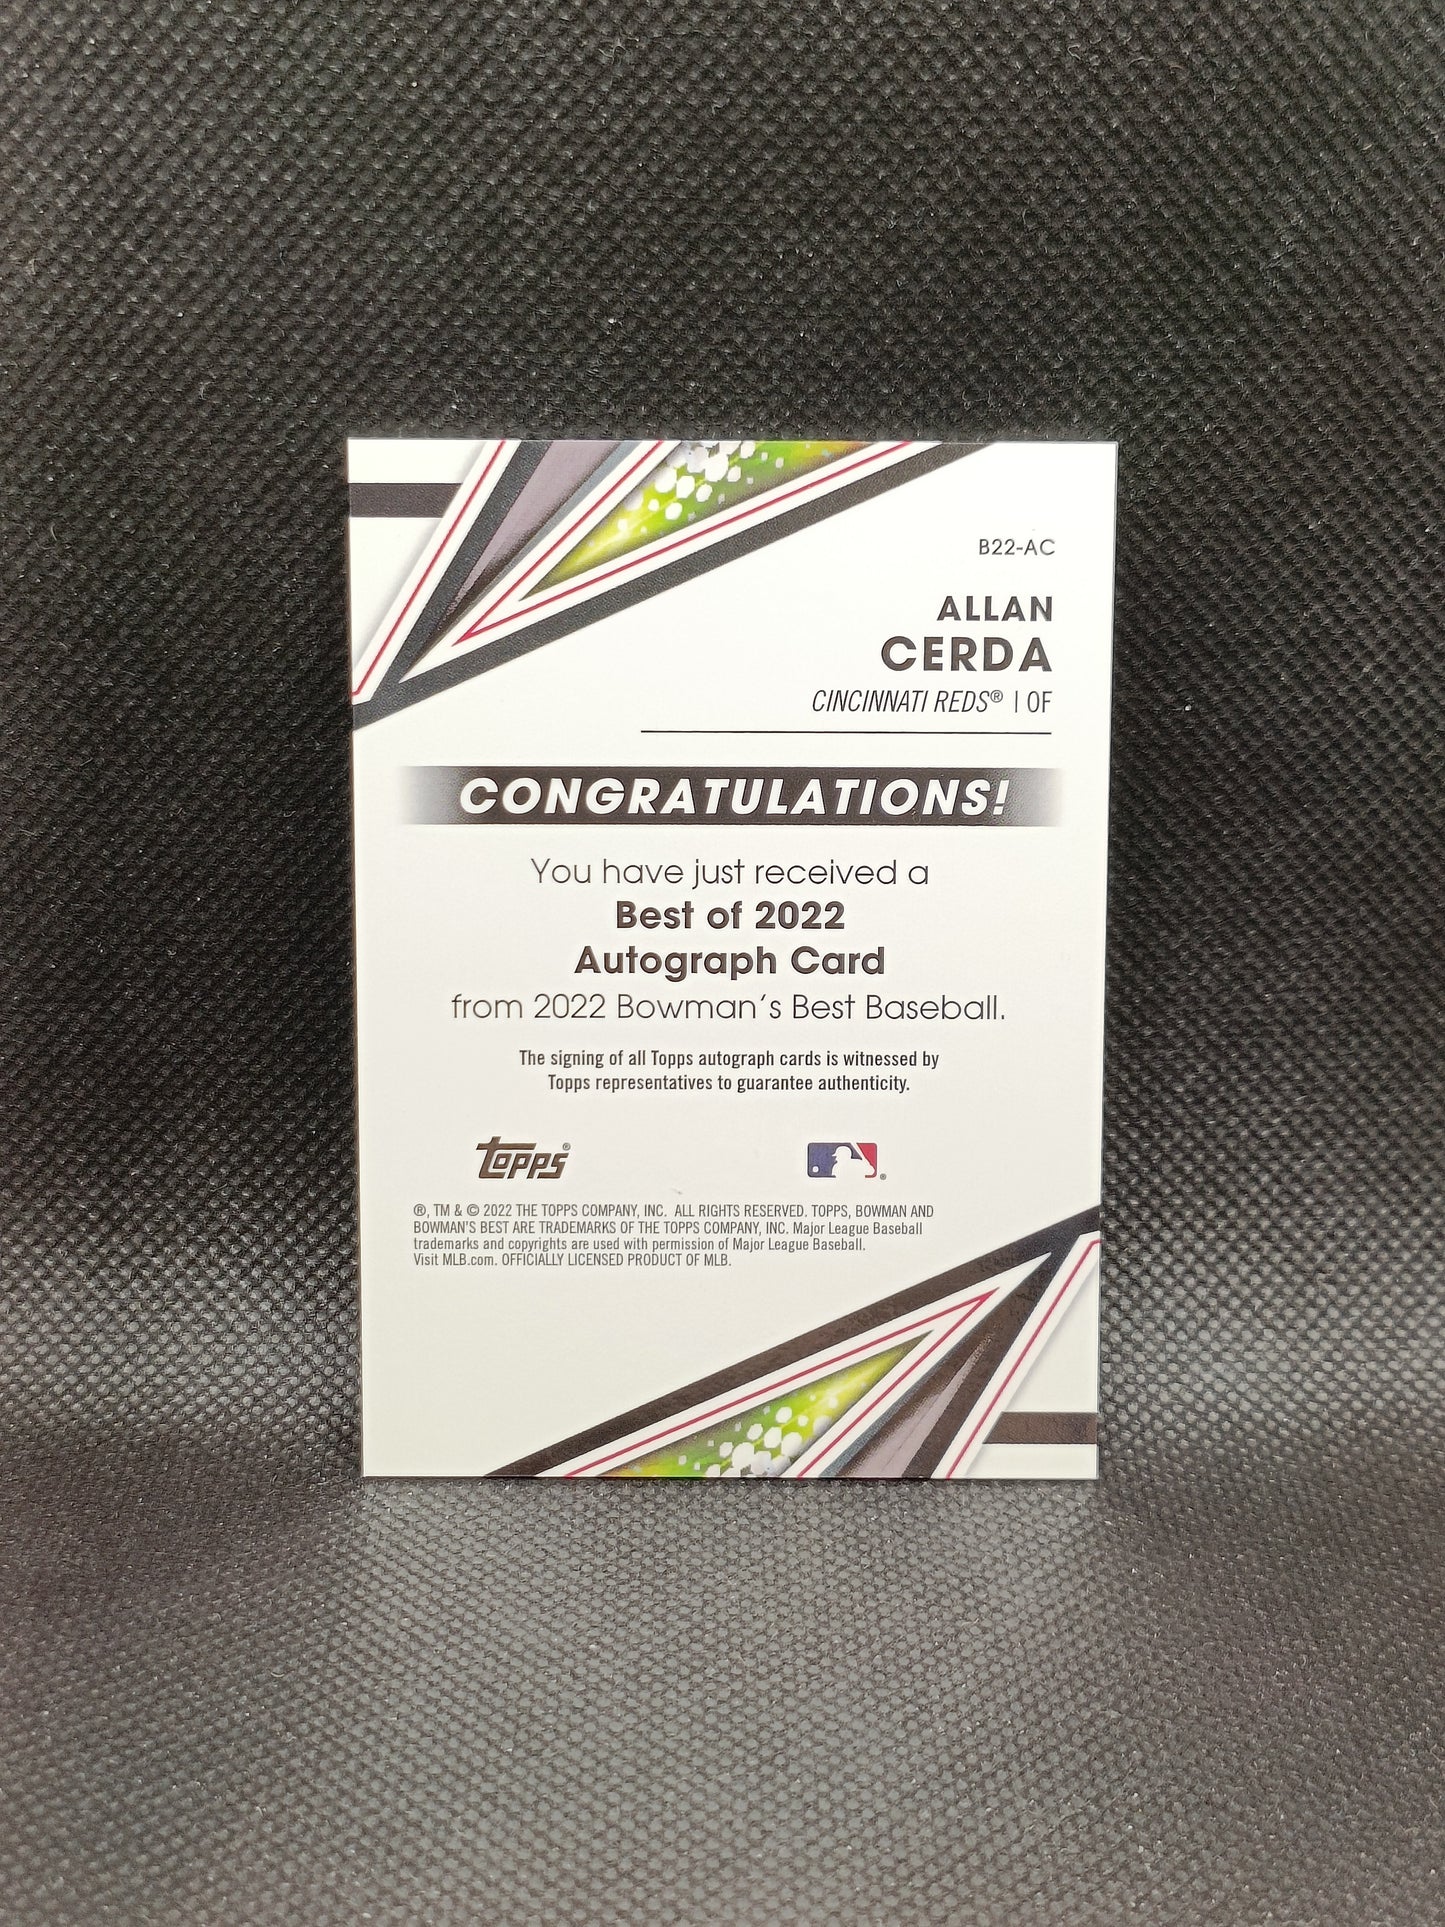 B22-AC
ALLAN
CERDA
CINCINNATI REDS® | OF
CONGRATULATIONS!
You have just received a
Best of 2022
Autograph Card
from 2022 Bowman's Best Baseball.
The signing of all Topps autograph cards is witnessed by
Topps representatives to guarantee authenticity.
topps®
®, TM & © 2022 THE TOPPS COMPANY, INC. ALL RIGHTS RESERVED. TOPPS, BOWMAN AND
BOWMAN'S BEST ARE TRADEMARKS OF THE TOPPS COMPANY, INC. Major League Baseball
trademarks and copyrights are used with permission of Major League Baseball.
Visit MLB.com. OFFICIALLY LICENSED PRODUCT OF MLB.